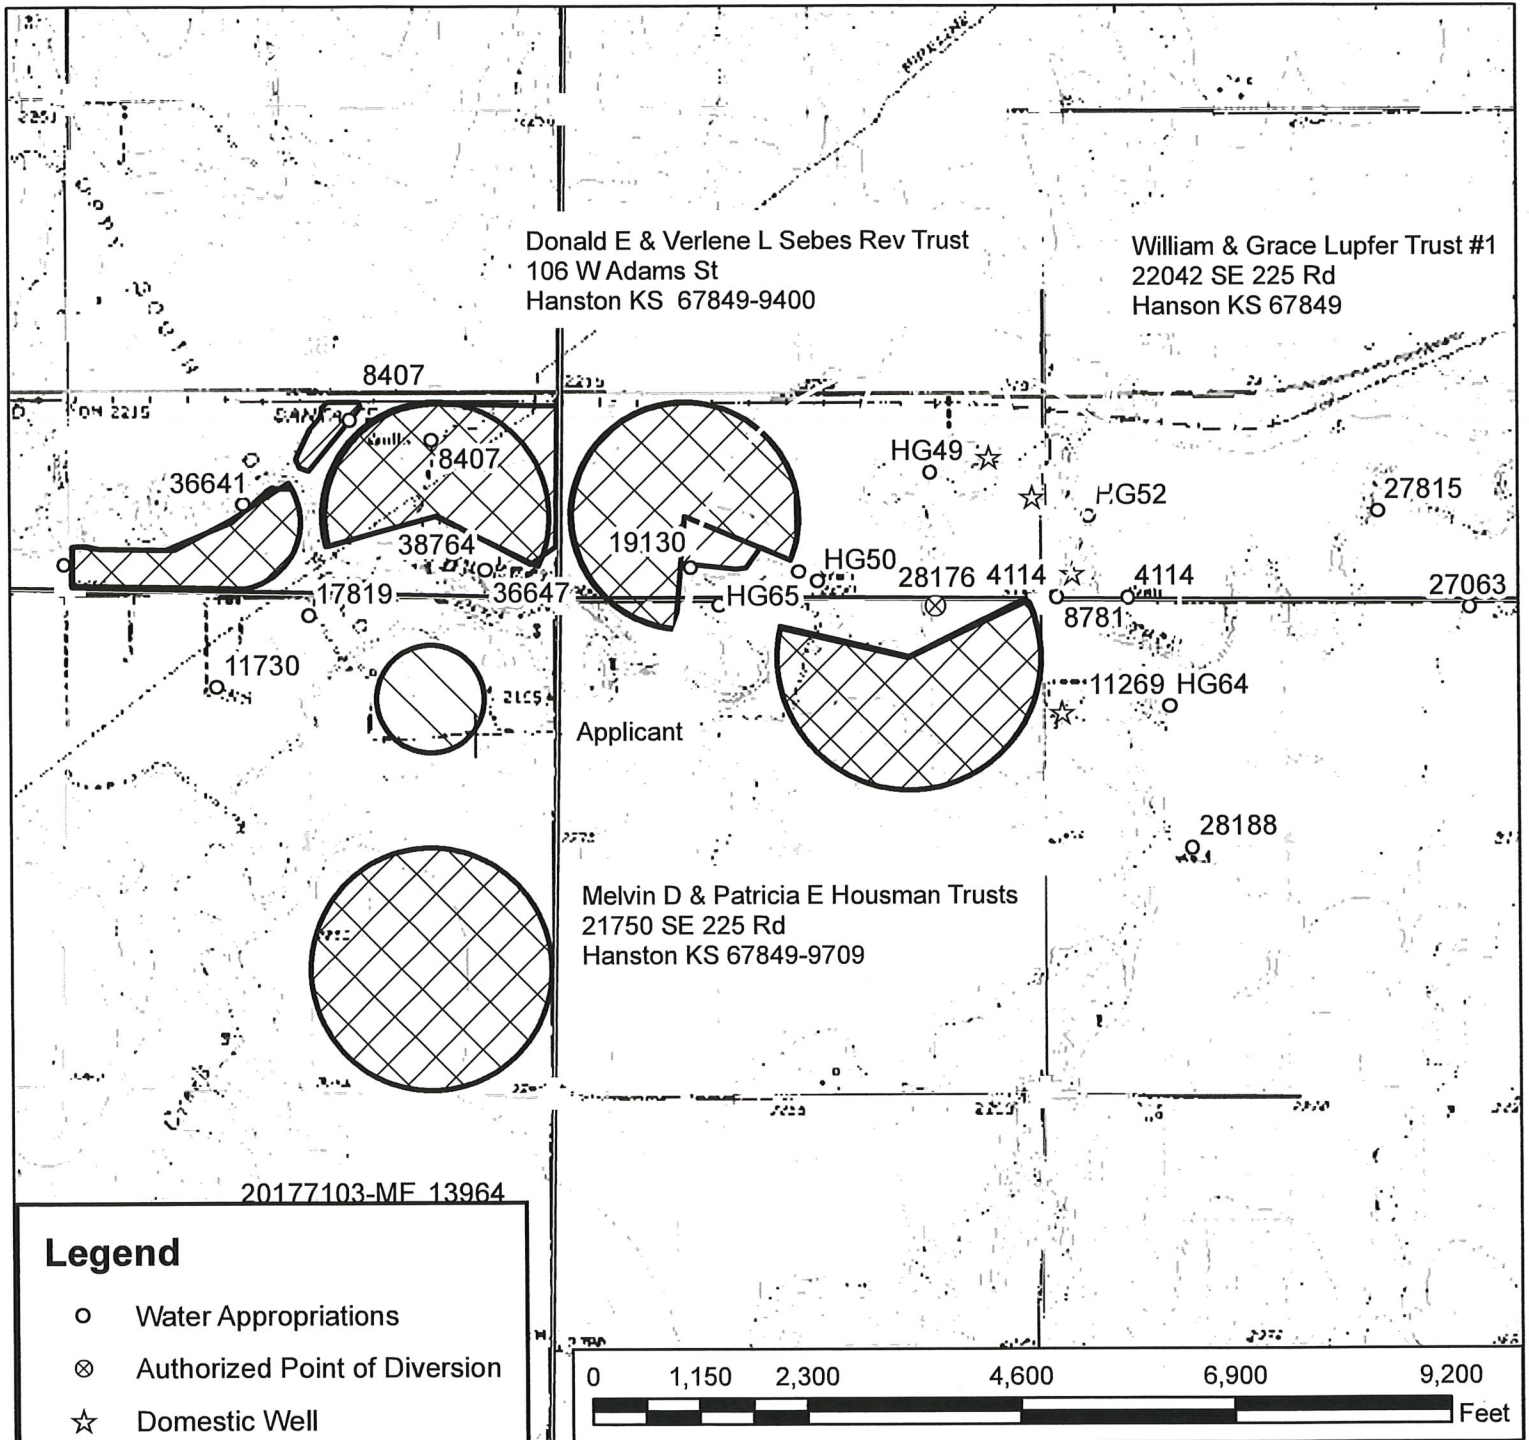 Donald E & Verlene L Sebes Rev Trust
106 W Adams St
Hanston KS 67849-9400
William & Grace Lupfer Trust #1
22042 SE 225 Rd
Hanson KS 67849
8407
8407
36641
38764
36647
17819
11730
19130
HG65
HG50
HG49
HG52
27815
28176
4114
4114
8781
27063
11269
HG64
28188
Applicant
Melvin D & Patricia E Housman Trusts
21750 SE 225 Rd
Hanston KS 67849-9709
Legend
Water Appropriations
Authorized Point of Diversion
Domestic Well
0 1,150 2,300 4,600 6,900 9,200
Feet